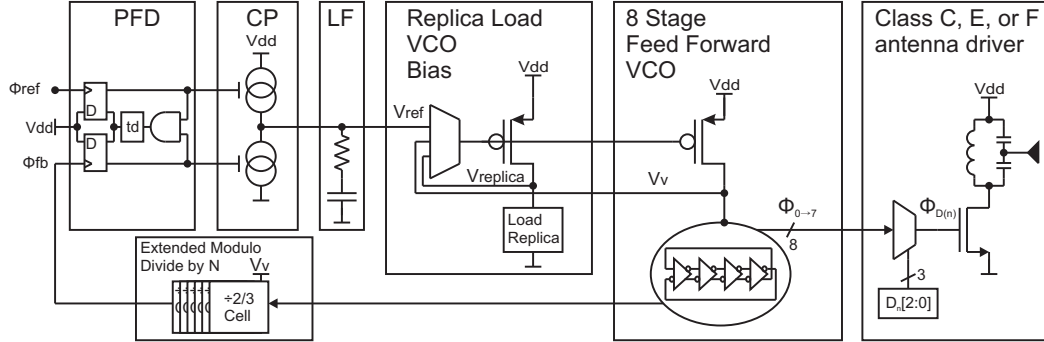 PFD
CP
LF
Replica Load
VCO
Bias
8 Stage
Feed Forward
VCO
Class C, E, or F
antenna driver
Vdd
Vdd
Vdd
Vdd
Φref
D
td
Vdd
D
Φfb
Vref
Vreplica
Vv
Load
Replica
Φ0→7
8
ΦD(n)
3
Dn[2:0]
Extended Modulo
Divide by N
Vv
÷2/3
Cell